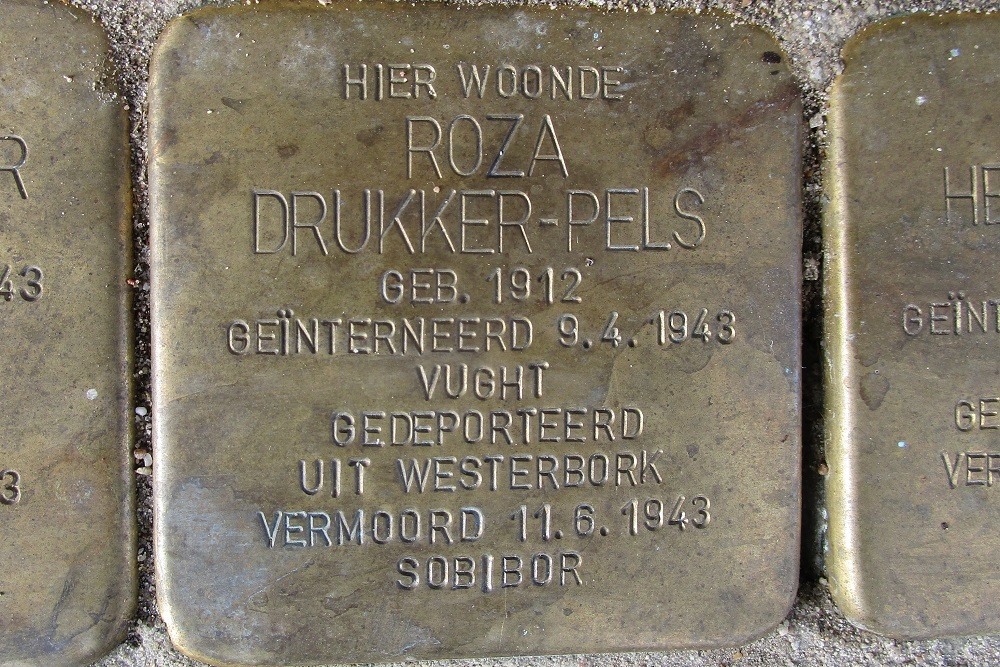 HIER WOONDE
ROZA
DRUKKER-PELS
GEB. 1912
GEÏNTERNEERD 9.4.1943
VUGHT
GEDEPORTEERD
UIT WESTERBORK
VERMOORD 11.6.1943
SOBIBOR